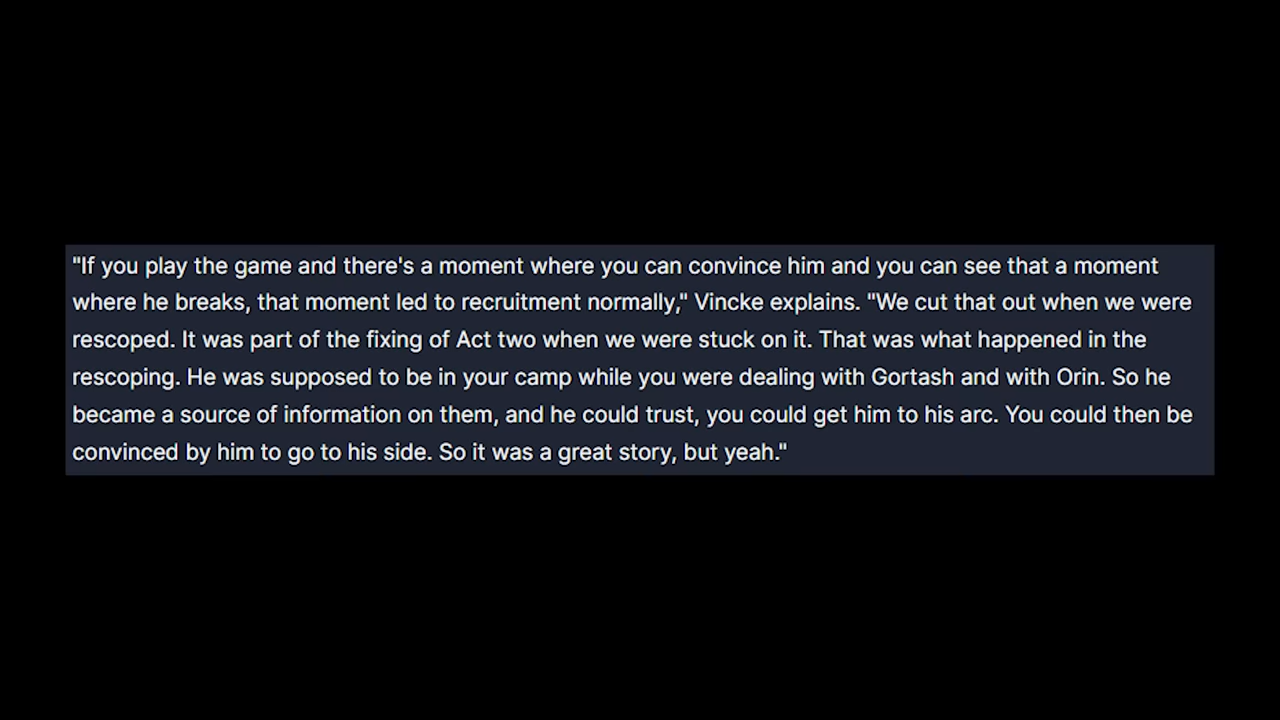 "If you play the game and there's a moment where you can convince him and you can see that a moment
where he breaks, that moment led to recruitment normally," Vincke explains. "We cut that out when we were
rescoped. It was part of the fixing of Act two when we were stuck on it. That was what happened in the
rescoping. He was supposed to be in your camp while you were dealing with Gortash and with Orin. So he
became a source of information on them, and he could trust, you could get him to his arc. You could then be
convinced by him to go to his side. So it was a great story, but yeah."